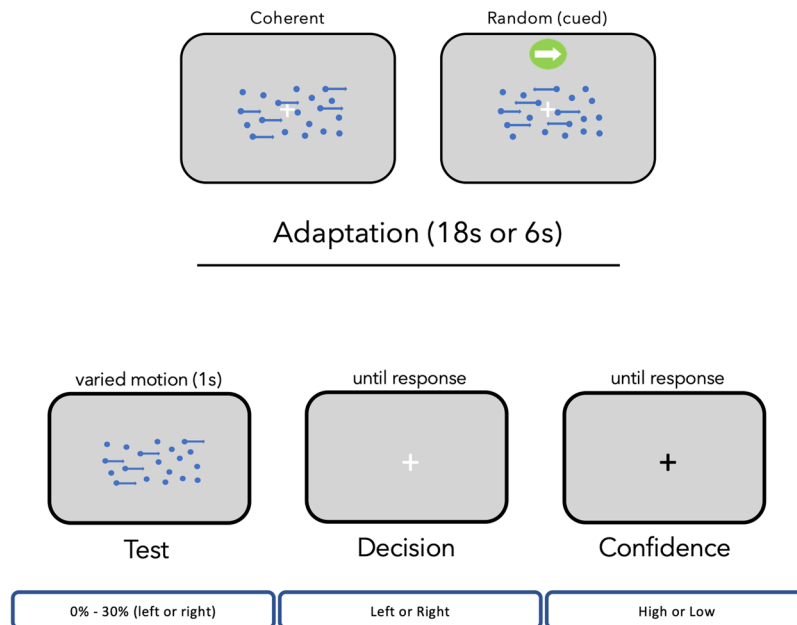 Coherent
Random (cued)
Adaptation (18s or 6s)
varied motion (1s)
until response
until response
Test
Decision
Confidence
0% - 30% (left or right)
Left or Right
High or Low